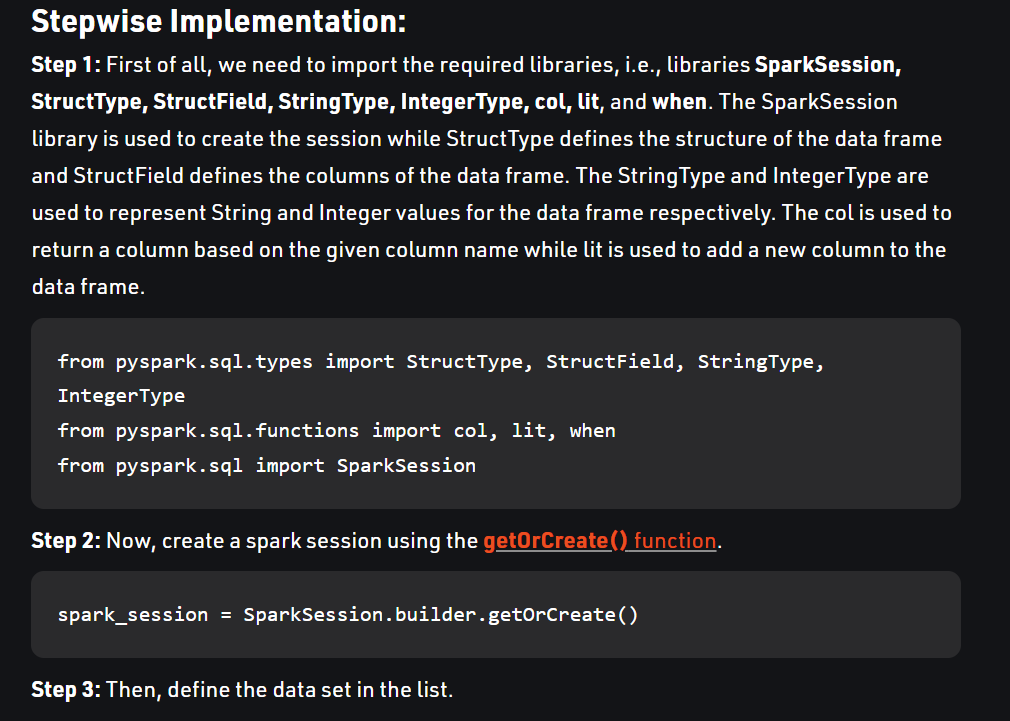 Stepwise Implementation:
Step 1: First of all, we need to import the required libraries, i.e., libraries SparkSession,
StructType, StructField, StringType, IntegerType, col, lit, and when. The SparkSession
library is used to create the session while StructType defines the structure of the data frame
and StructField defines the columns of the data frame. The StringType and IntegerType are
used to represent String and Integer values for the data frame respectively. The col is used to
return a column based on the given column name while lit is used to add a new column to the
data frame.
from pyspark.sql.types import StructType, StructField, StringType,
IntegerType
from pyspark.sql.functions import col, lit, when
from pyspark.sql import SparkSession
Step 2: Now, create a spark session using the getOrCreate() function.
spark_session = SparkSession.builder.getOrCreate()
Step 3: Then, define the data set in the list.